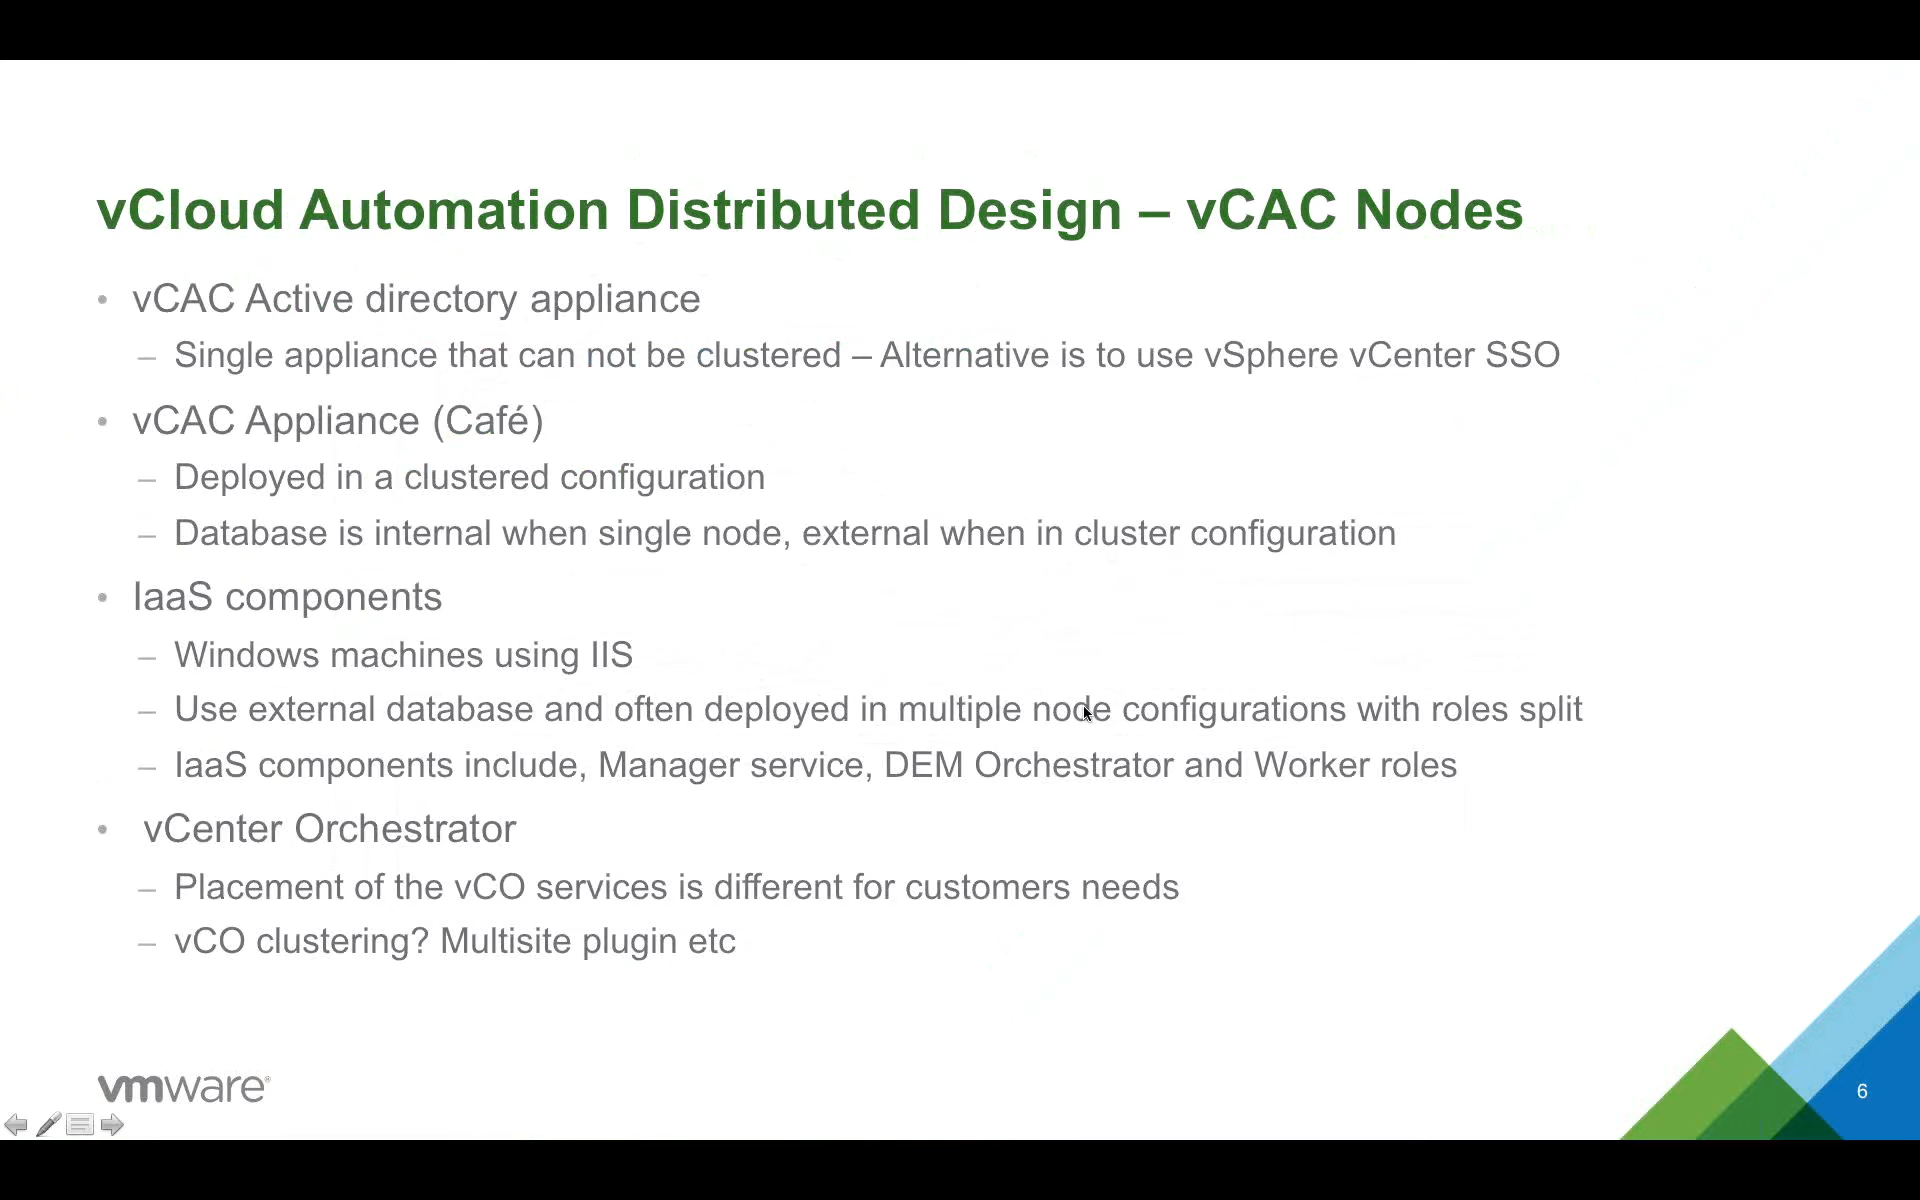 vCloud Automation Distributed Design – vCAC Nodes
• vCAC Active directory appliance
– Single appliance that can not be clustered – Alternative is to use vSphere vCenter SSO
• vCAC Appliance (Café)
– Deployed in a clustered configuration
– Database is internal when single node, external when in cluster configuration
• IaaS components
– Windows machines using IIS
– Use external database and often deployed in multiple node configurations with roles split
– IaaS components include, Manager service, DEM Orchestrator and Worker roles
• vCenter Orchestrator
– Placement of the vCO services is different for customers needs
– vCO clustering? Multisite plugin etc
vmware®
6